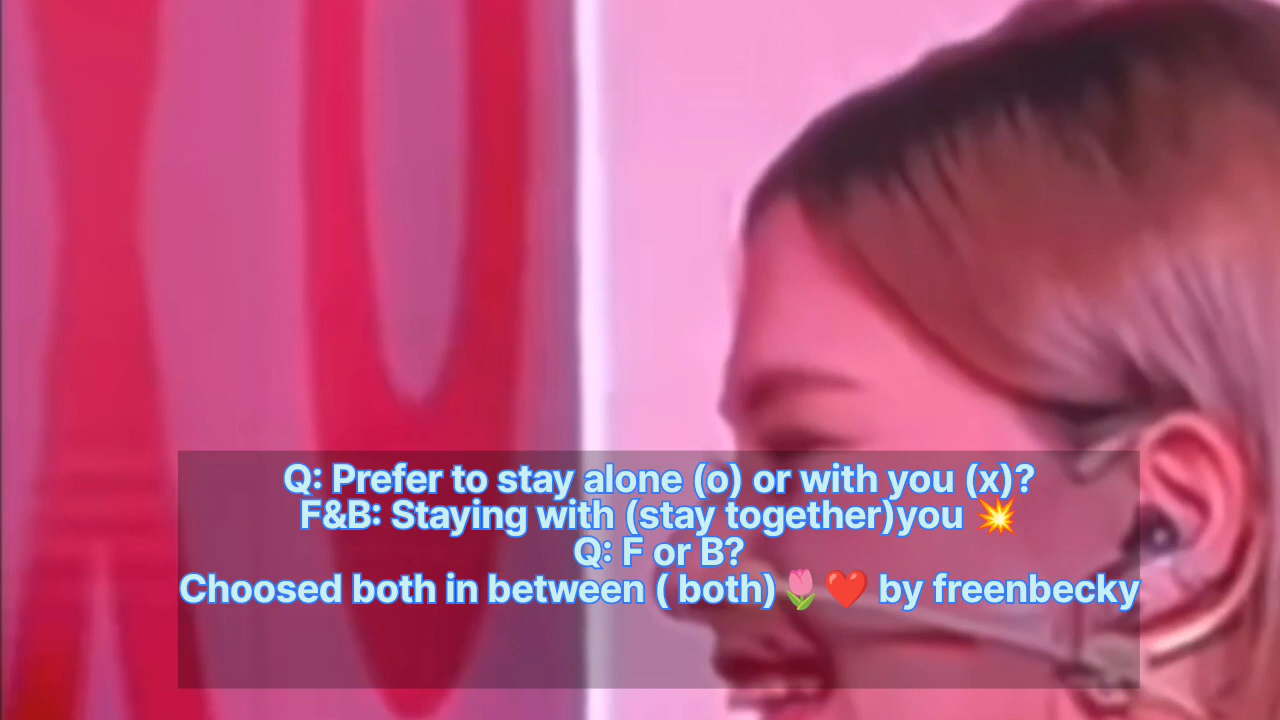 Q: Prefer to stay alone (o) or with you (x)?
F&B: Staying with (stay together)you 💥
Q: F or B?
Choosed both in between ( both)🌷❤️ by freenbecky